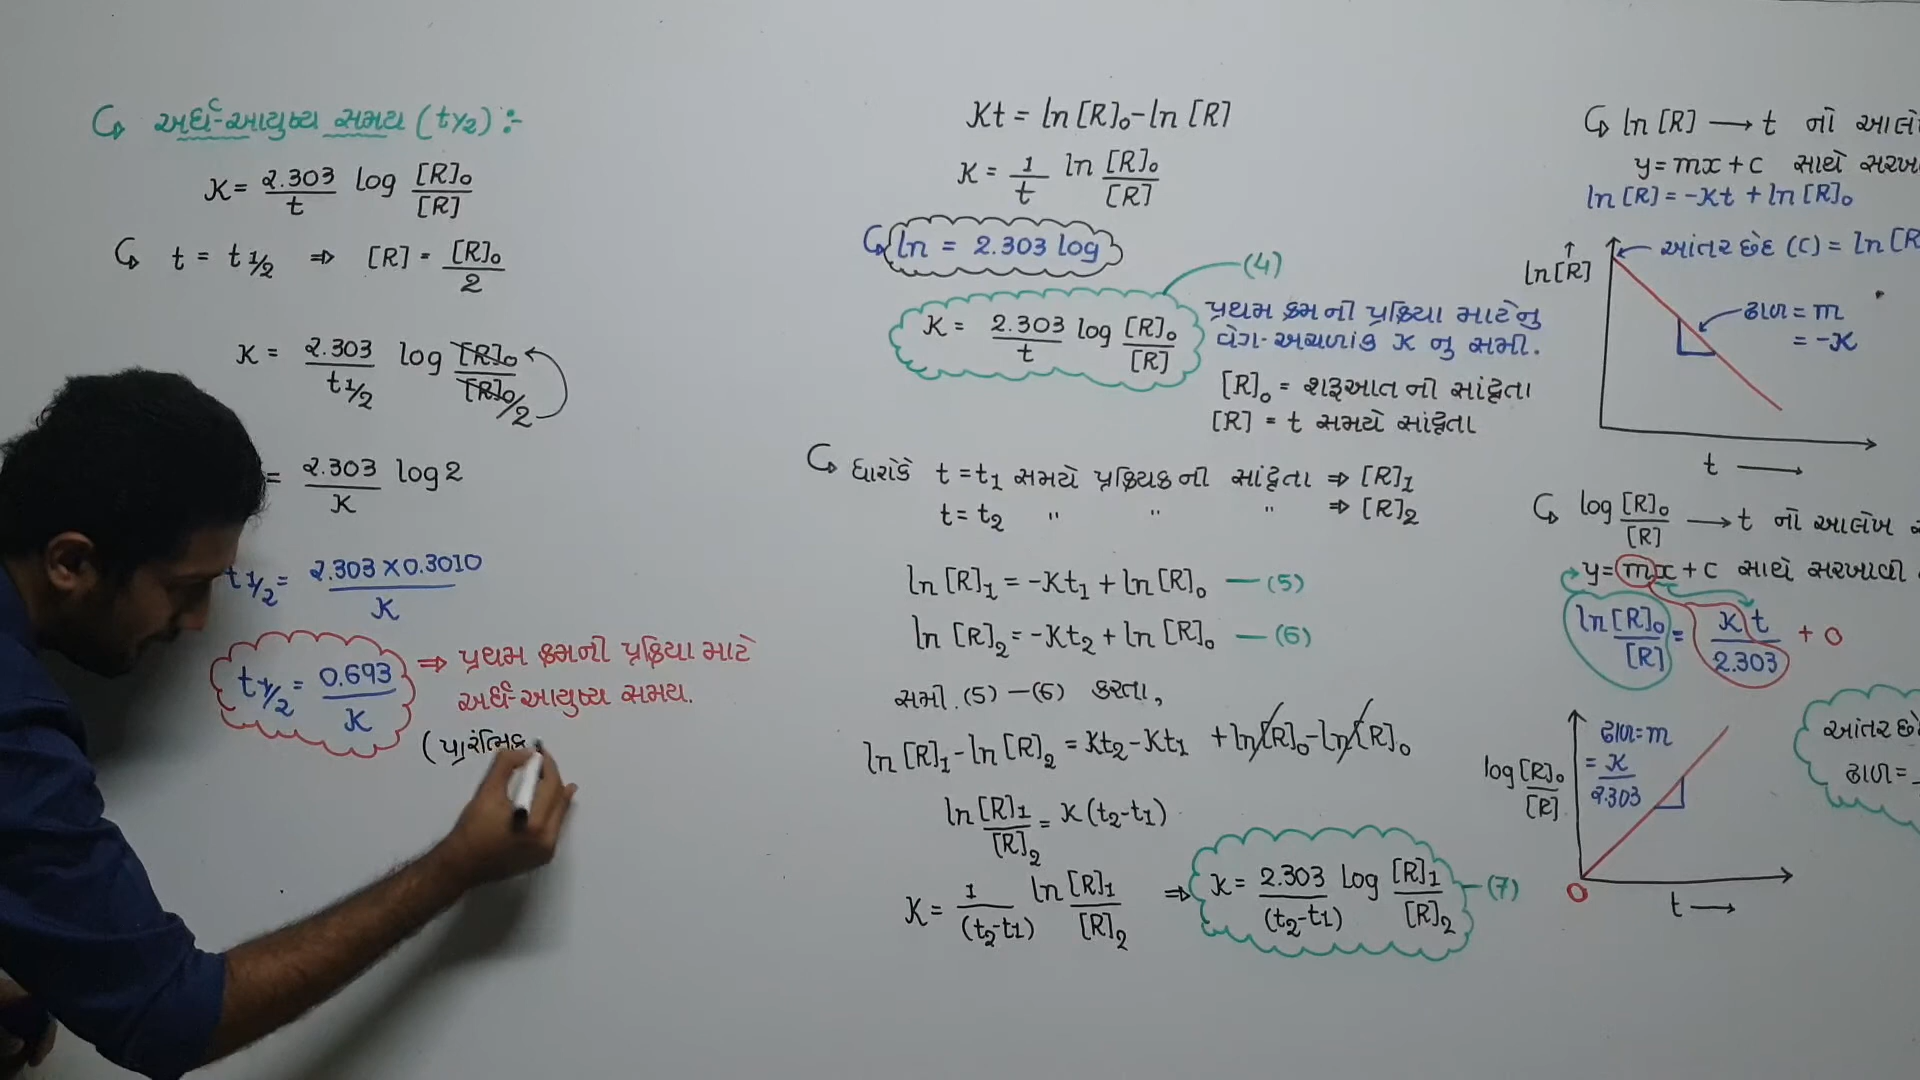 અર્ધ-આયુષ્ય સમય (t1/2) :-
K = 2.303/t log [R]₀/[R]
t = t1/2 ⇒ [R] = [R]₀/2
K = 2.303/t1/2 log [R]₀/[R]₀/2
= 2.303/K log 2
t1/2 = 2.303 × 0.3010/K
t1/2 = 0.693/K ⇒ પ્રથમ ક્રમની પ્રક્રિયા માટે
અર્ધ-આયુષ્ય સમય.
(પ્રારંભિક
Kt = ln [R]₀ - ln [R]
K = 1/t ln [R]₀/[R]
ln = 2.303 log
(4)
K = 2.303/t log [R]₀/[R]
પ્રથમ ક્રમની પ્રક્રિયા માટેનુ
વેગ-અચળાંક K નુ સમી.
[R]₀ = શરૂઆતની સાંદ્રતા
[R] = t સમયે સાંદ્રતા
ધારોકે t = t₁ સમયે પ્રક્રિયક ની સાંદ્રતા ⇒ [R]₁
t = t₂ " " " ⇒ [R]₂
ln [R]₁ = -Kt₁ + ln [R]₀ — (5)
ln [R]₂ = -Kt₂ + ln [R]₀ — (6)
સમી. (5) - (6) કરતા,
ln [R]₁ - ln [R]₂ = Kt₂ - Kt₁ + ln [R]₀ - ln [R]₀
ln [R]₁/[R]₂ = K (t₂-t₁)
K = 1/(t₂-t₁) ln [R]₁/[R]₂ ⇒ K = 2.303/(t₂-t₁) log [R]₁/[R]₂ — (7)
ln [R] → t નો
y = mx + c સાથે
ln [R] = -Kt + ln [R]₀
આંતરછેદ (C) = ln [R
ln [R]
ઢાળ = m
= -K
t →
log [R]₀/[R] → t નો આલેખ
y = mx + c સાથે સરખાવી
ln [R]₀/[R] = Kt/2.303 + 0
ઢાળ = m
= K/2.303
log [R]₀/[R]
0
t →
ઢાળ =